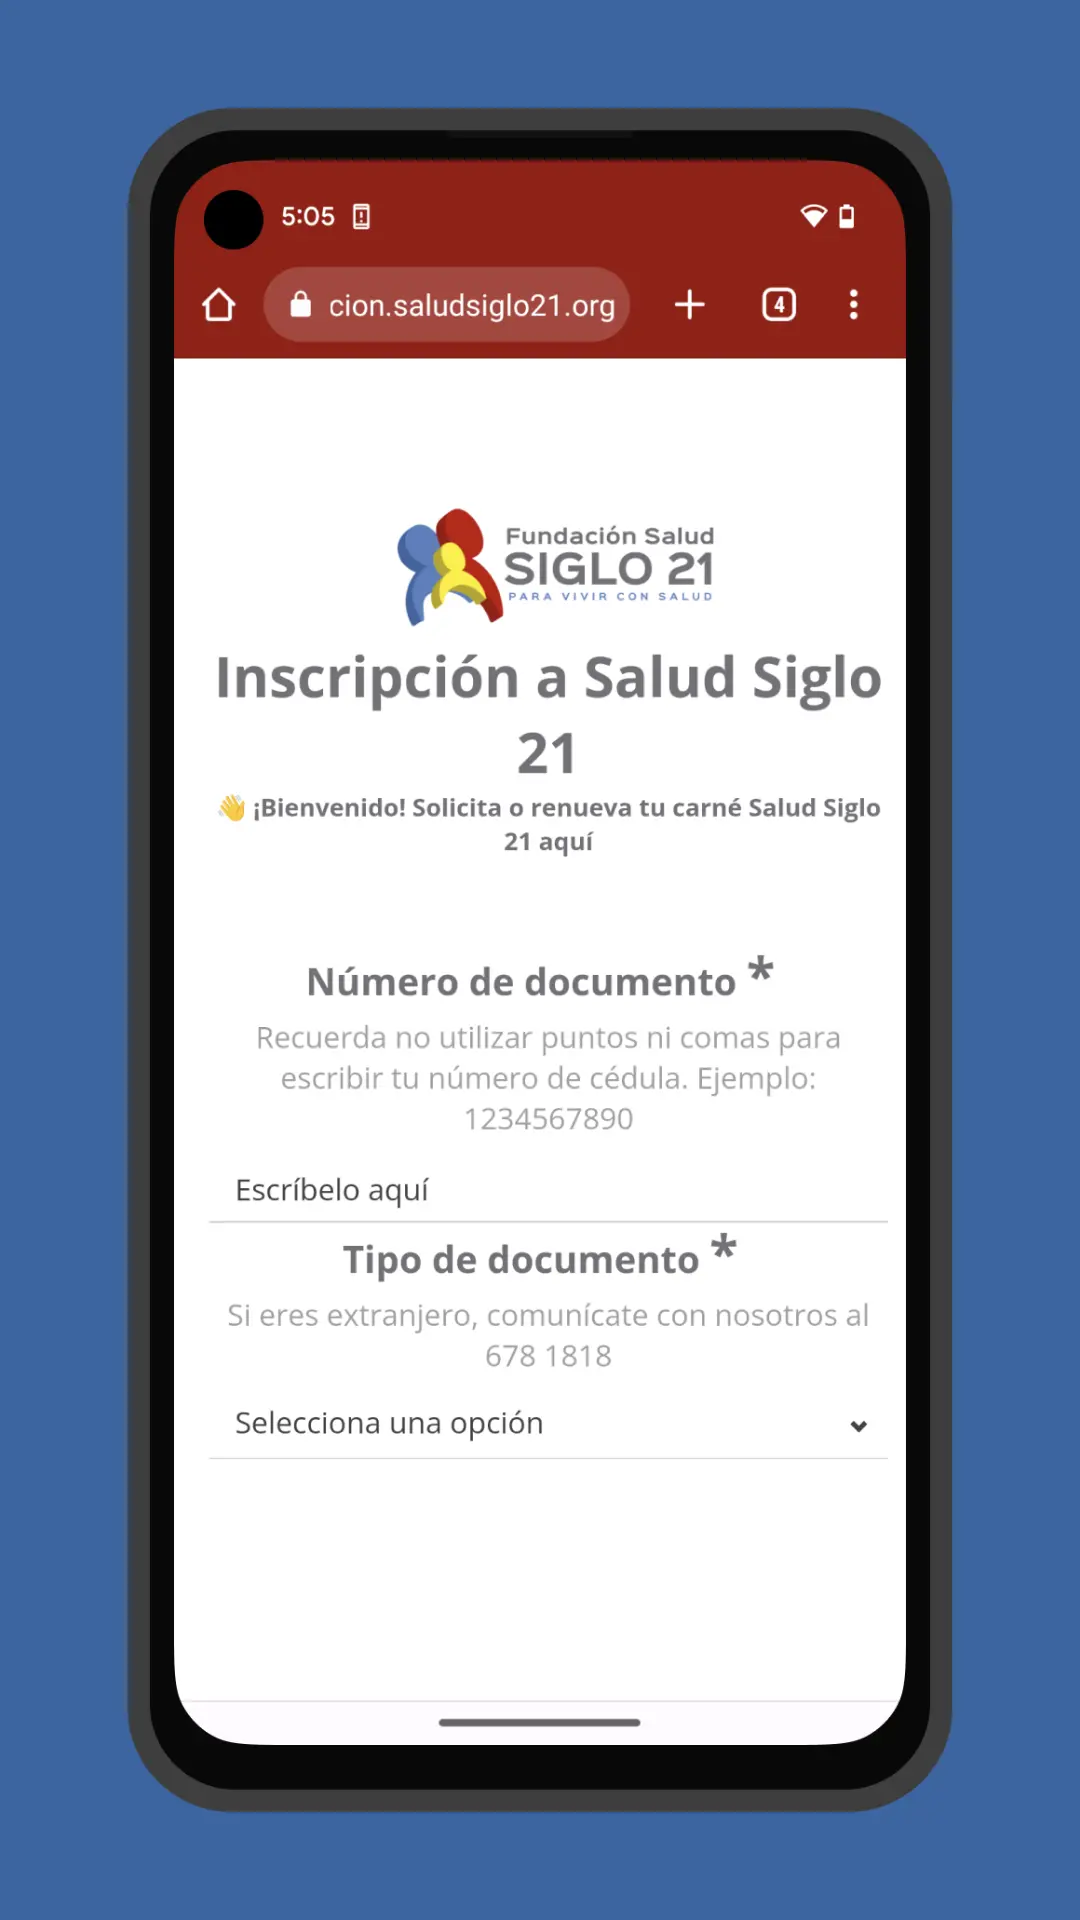 5:05
cion.saludsiglo21.org
4
Fundación Salud
SIGLO 21
PARA VIVIR CON SALUD
Inscripción a Salud Siglo
21
👋 ¡Bienvenido! Solicita o renueva tu carné Salud Siglo
21 aquí
Número de documento *
Recuerda no utilizar puntos ni comas para
escribir tu número de cédula. Ejemplo:
1234567890
Escríbelo aquí
Tipo de documento *
Si eres extranjero, comunícate con nosotros al
678 1818
Selecciona una opción